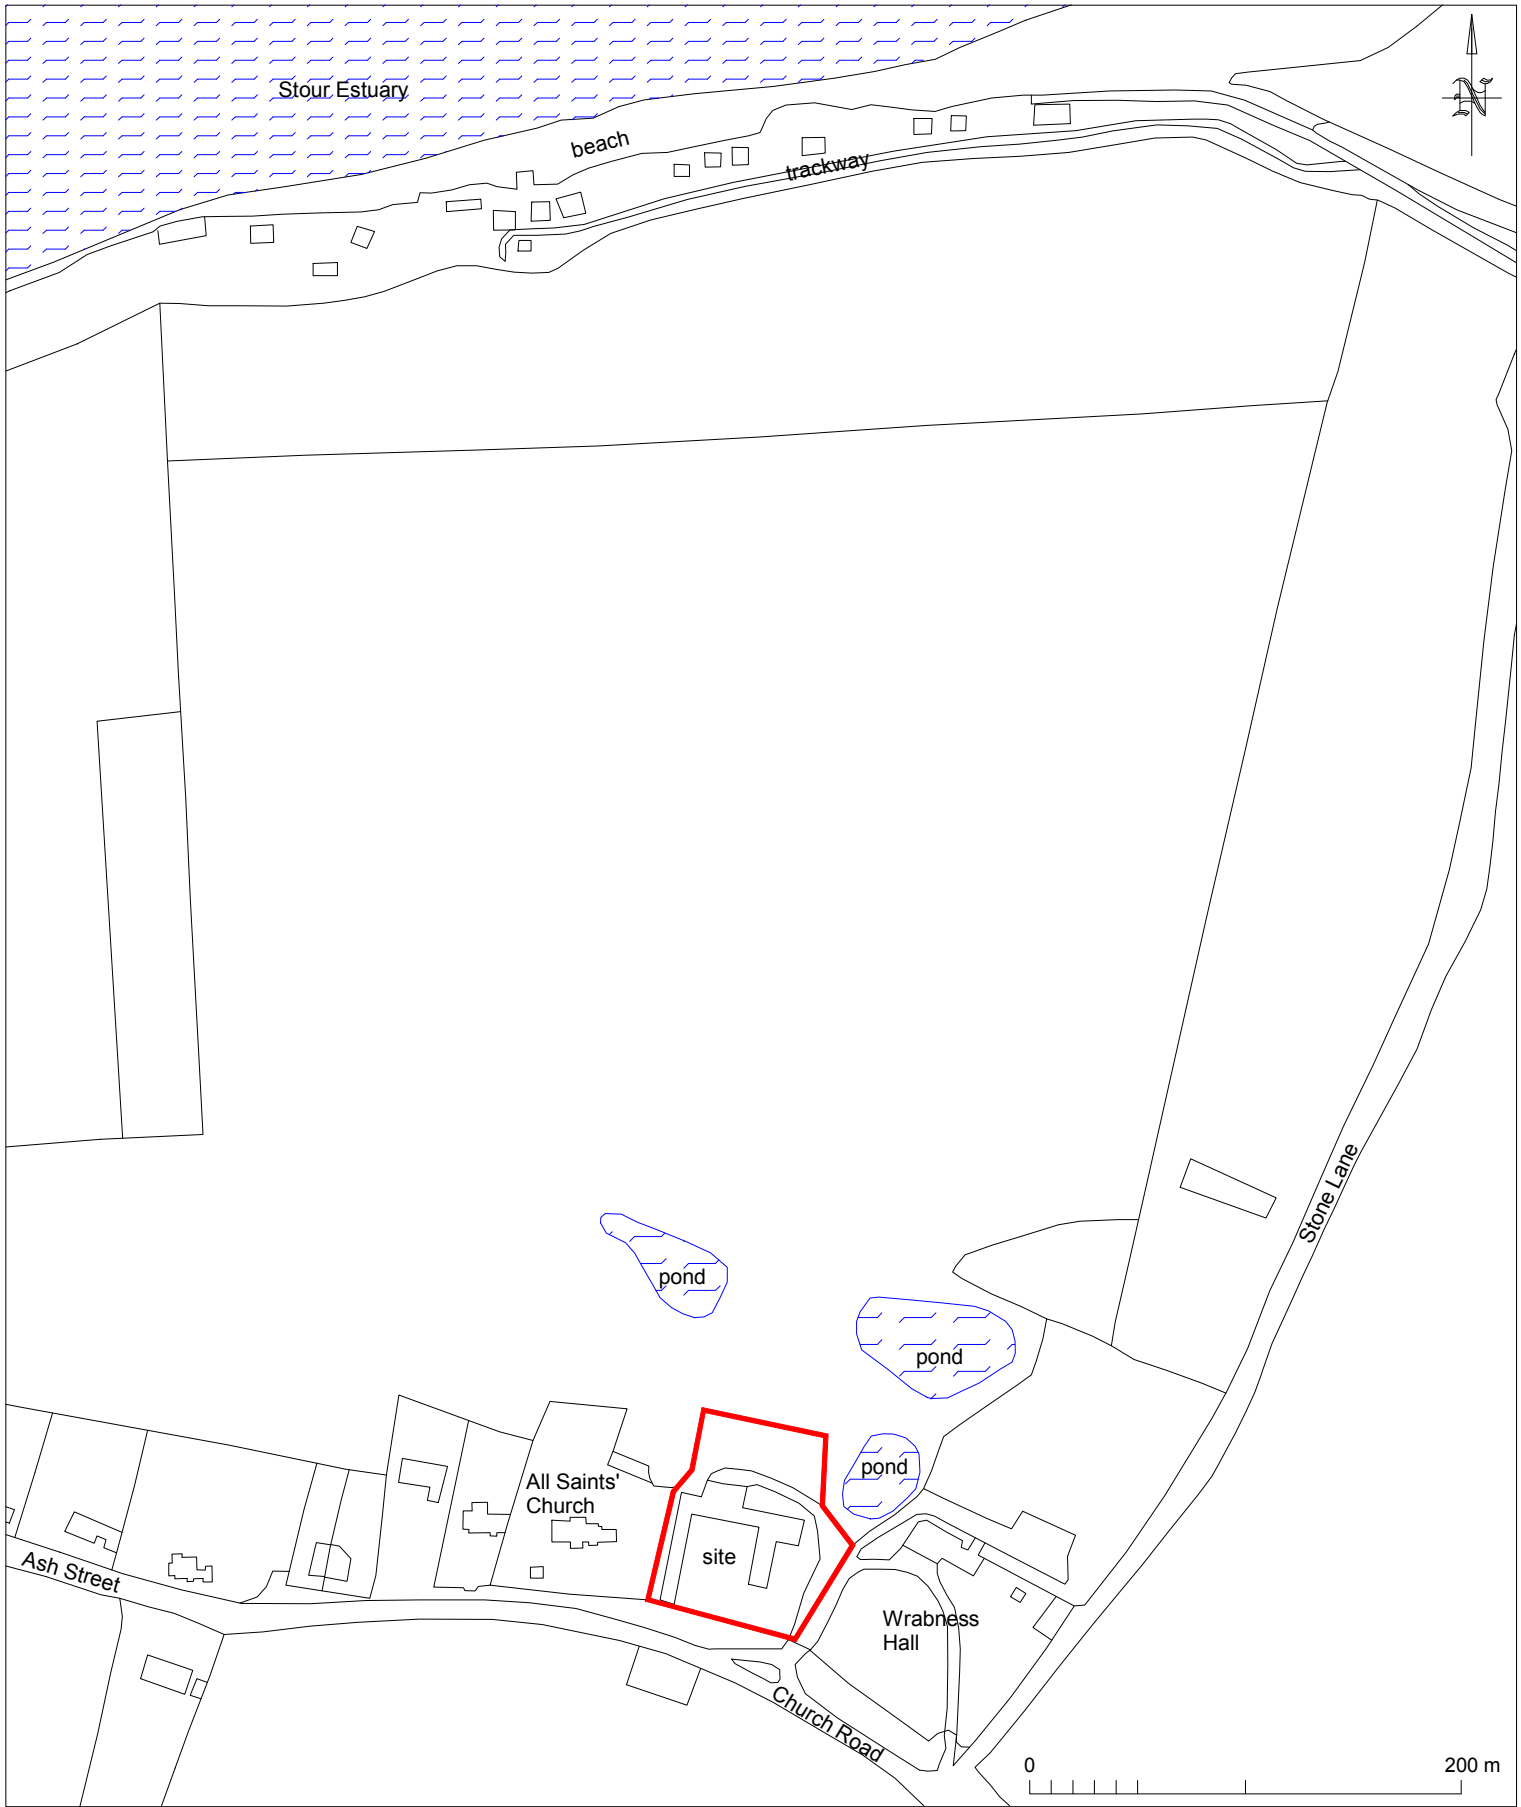 Stour Estuary
N
beach
trackway
Stone Lane
pond
pond
pond
All Saints'
Church
site
Ash Street
Wrabness
Hall
Church Road
0
200 m